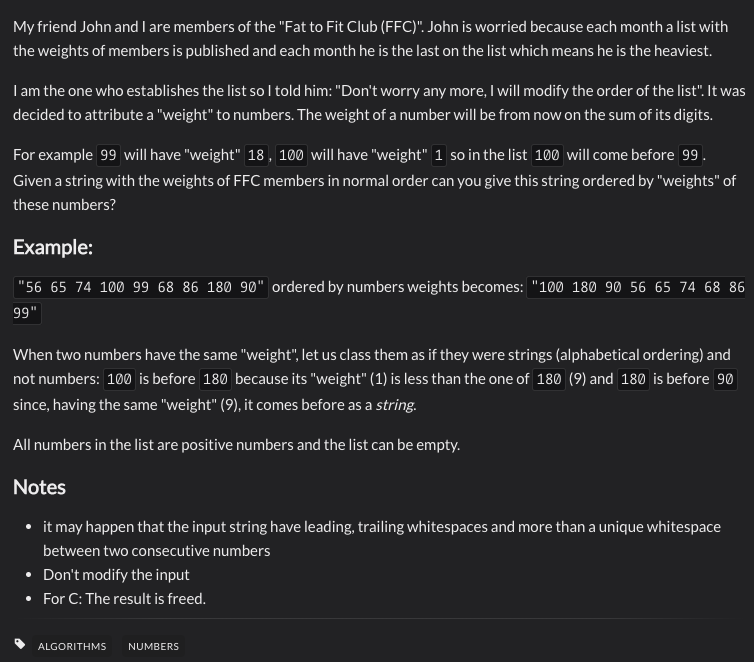 My friend John and I are members of the "Fat to Fit Club (FFC)". John is worried because each month a list with
the weights of members is published and each month he is the last on the list which means he is the heaviest.
I am the one who establishes the list so I told him: "Don't worry any more, I will modify the order of the list". It was
decided to attribute a "weight" to numbers. The weight of a number will be from now on the sum of its digits.
For example 99 will have "weight" 18, 100 will have "weight" 1 so in the list 100 will come before 99.
Given a string with the weights of FFC members in normal order can you give this string ordered by "weights" of
these numbers?
Example:
"56 65 74 100 99 68 86 180 90" ordered by numbers weights becomes: "100 180 90 56 65 74 68 86
99"
When two numbers have the same "weight", let us class them as if they were strings (alphabetical ordering) and
not numbers: 100 is before 180 because its "weight" (1) is less than the one of 180 (9) and 180 is before 90
since, having the same "weight" (9), it comes before as a string.
All numbers in the list are positive numbers and the list can be empty.
Notes
• it may happen that the input string have leading, trailing whitespaces and more than a unique whitespace
between two consecutive numbers
• Don't modify the input
• For C: The result is freed.
ALGORITHMS NUMBERS